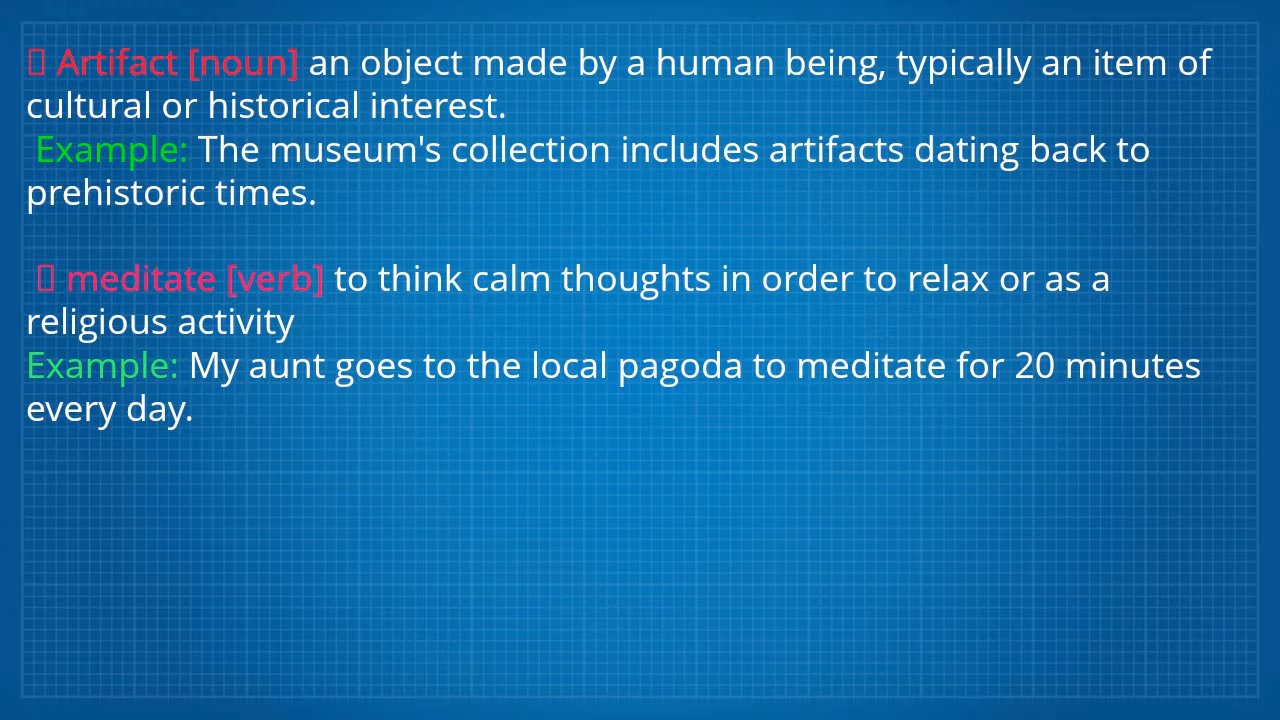 Artifact [noun] an object made by a human being, typically an item of
cultural or historical interest.
Example: The museum's collection includes artifacts dating back to
prehistoric times.
meditate [verb] to think calm thoughts in order to relax or as a
religious activity
Example: My aunt goes to the local pagoda to meditate for 20 minutes
every day.